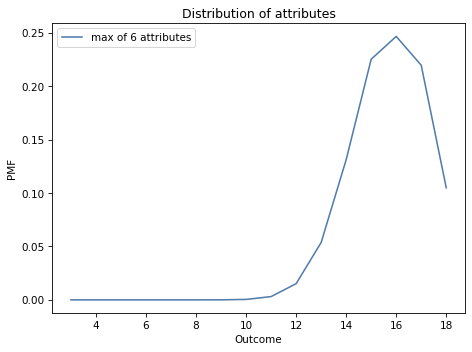 Distribution of attributes
max of 6 attributes
0.25
0.20
0.15
0.10
0.05
0.00
PMF
4 6 8 10 12 14 16 18
Outcome